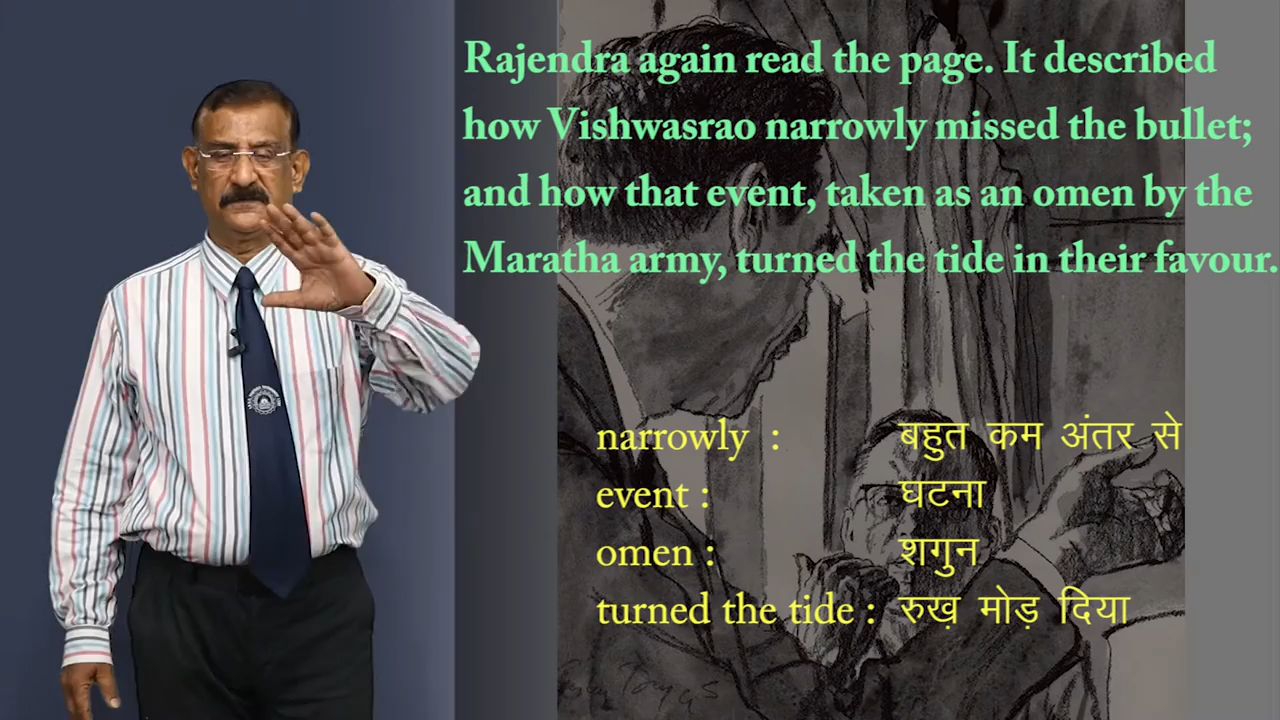 Rajendra again read the page. It described
how Vishwasrao narrowly missed the bullet;
and how that event, taken as an omen by the
Maratha army, turned the tide in their favour.
narrowly : बहुत कम अंतर से
event : घटना
omen : शगुन
turned the tide : रुख़ मोड़ दिया